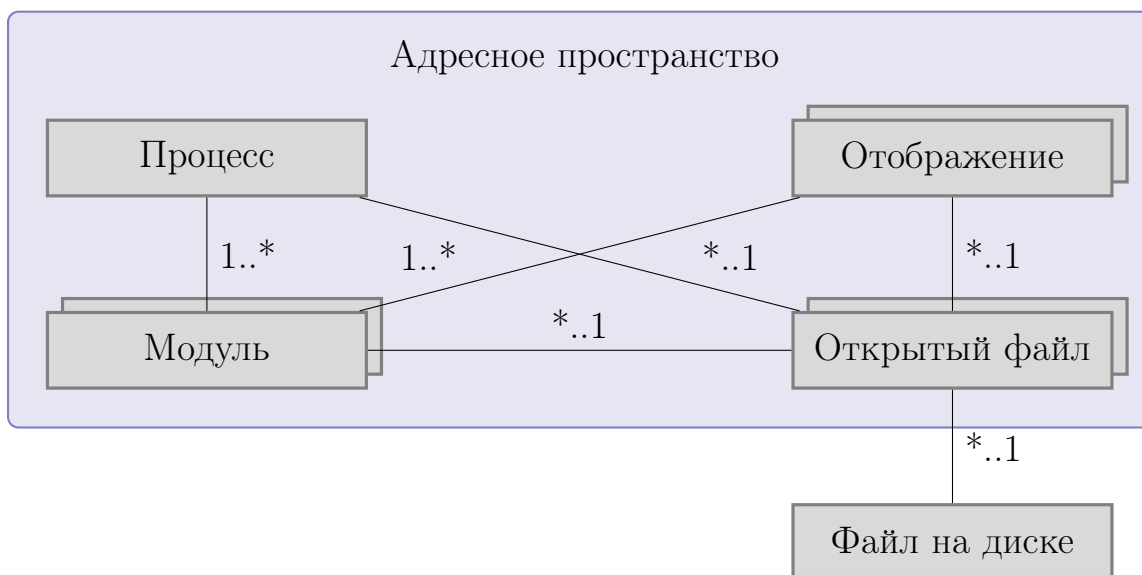 Адресное пространство
Процесс
Отображение
1..*
1..*
*..1
*..1
*..1
Модуль
Открытый файл
*..1
Файл на диске